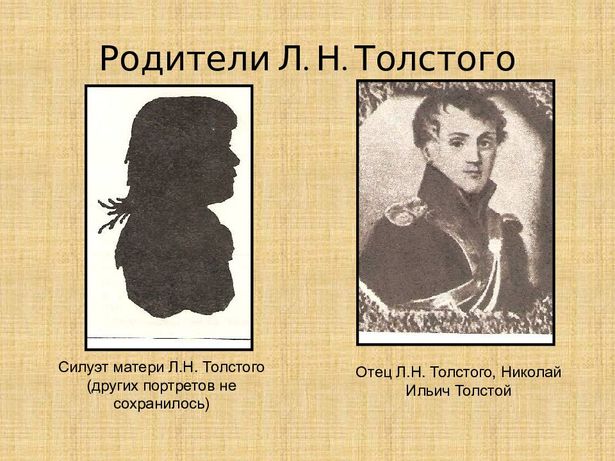 Родители Л. Н. Толстого
Силуэт матери Л.Н. Толстого
(других портретов не
сохранилось)
Отец Л.Н. Толстого, Николай
Ильич Толстой